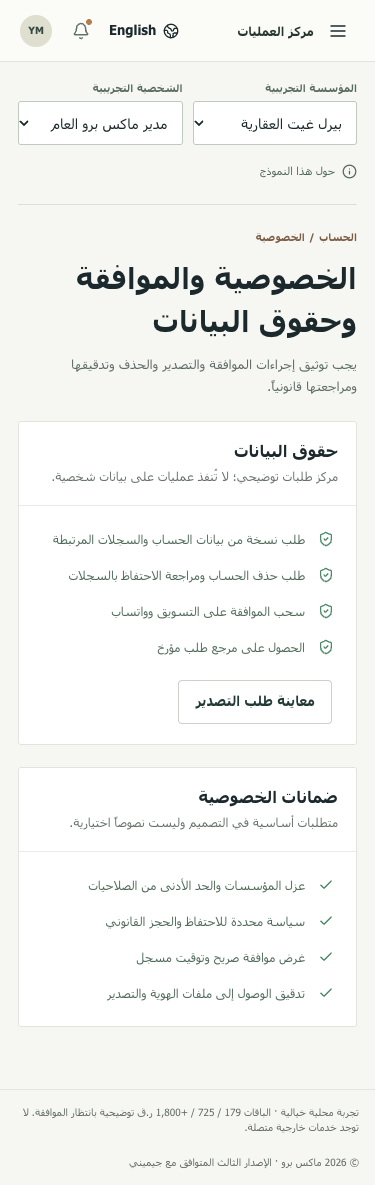 مركز العمليات
English
YM
المؤسسة التجريبية
الشخصية التجريبية
بيرل غيت العقارية
مدير ماكس برو العام
حول هذا النموذج
الحساب / الخصوصية
الخصوصية والموافقة
وحقوق البيانات
يجب توثيق إجراءات الموافقة والتصدير والحذف وتدقيقها
ومراجعتها قانونياً.
حقوق البيانات
مركز طلبات توضيحي؛ لا تُنفذ عمليات على بيانات شخصية.
طلب نسخة من بيانات الحساب والسجلات المرتبطة
طلب حذف الحساب ومراجعة الاحتفاظ بالسجلات
سحب الموافقة على التسويق وواتساب
الحصول على مرجع طلب مؤرخ
معاينة طلب التصدير
ضمانات الخصوصية
متطلبات أساسية في التصميم وليست نصوصاً اختيارية.
عزل المؤسسات والحد الأدنى من الصلاحيات
سياسة محددة للاحتفاظ والحجز القانوني
غرض موافقة صريح وتوقيت مسجل
تدقيق الوصول إلى ملفات الهوية والتصدير
تجربة محلية خيالية · الباقات 179 / 725 / +1,800 ر.ق توضيحية بانتظار الموافقة. لا
توجد خدمات خارجية متصلة.
© 2026 ماكس برو · الإصدار الثالث المتوافق مع جيميني